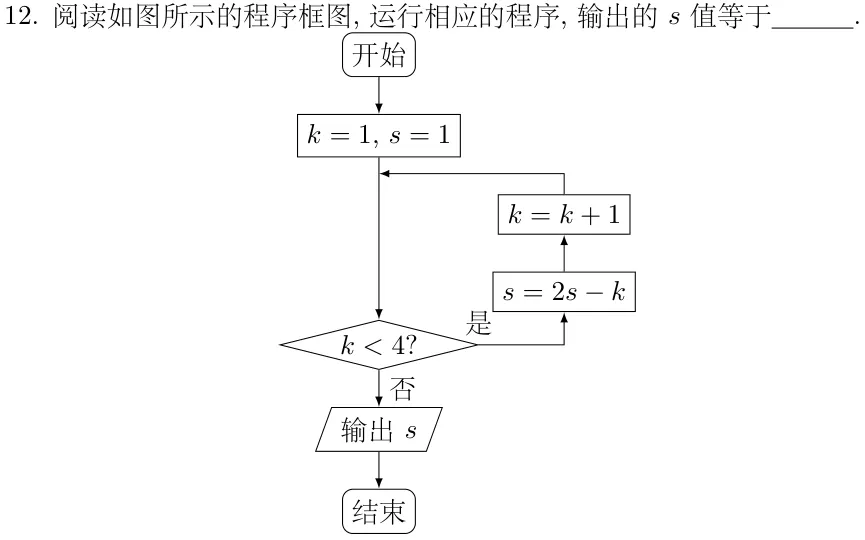 12. 阅读如图所示的程序框图, 运行相应的程序, 输出的 s 值等于______.
开始
k = 1, s = 1
k = k + 1
s = 2s − k
是
k < 4?
否
输出 s
结束